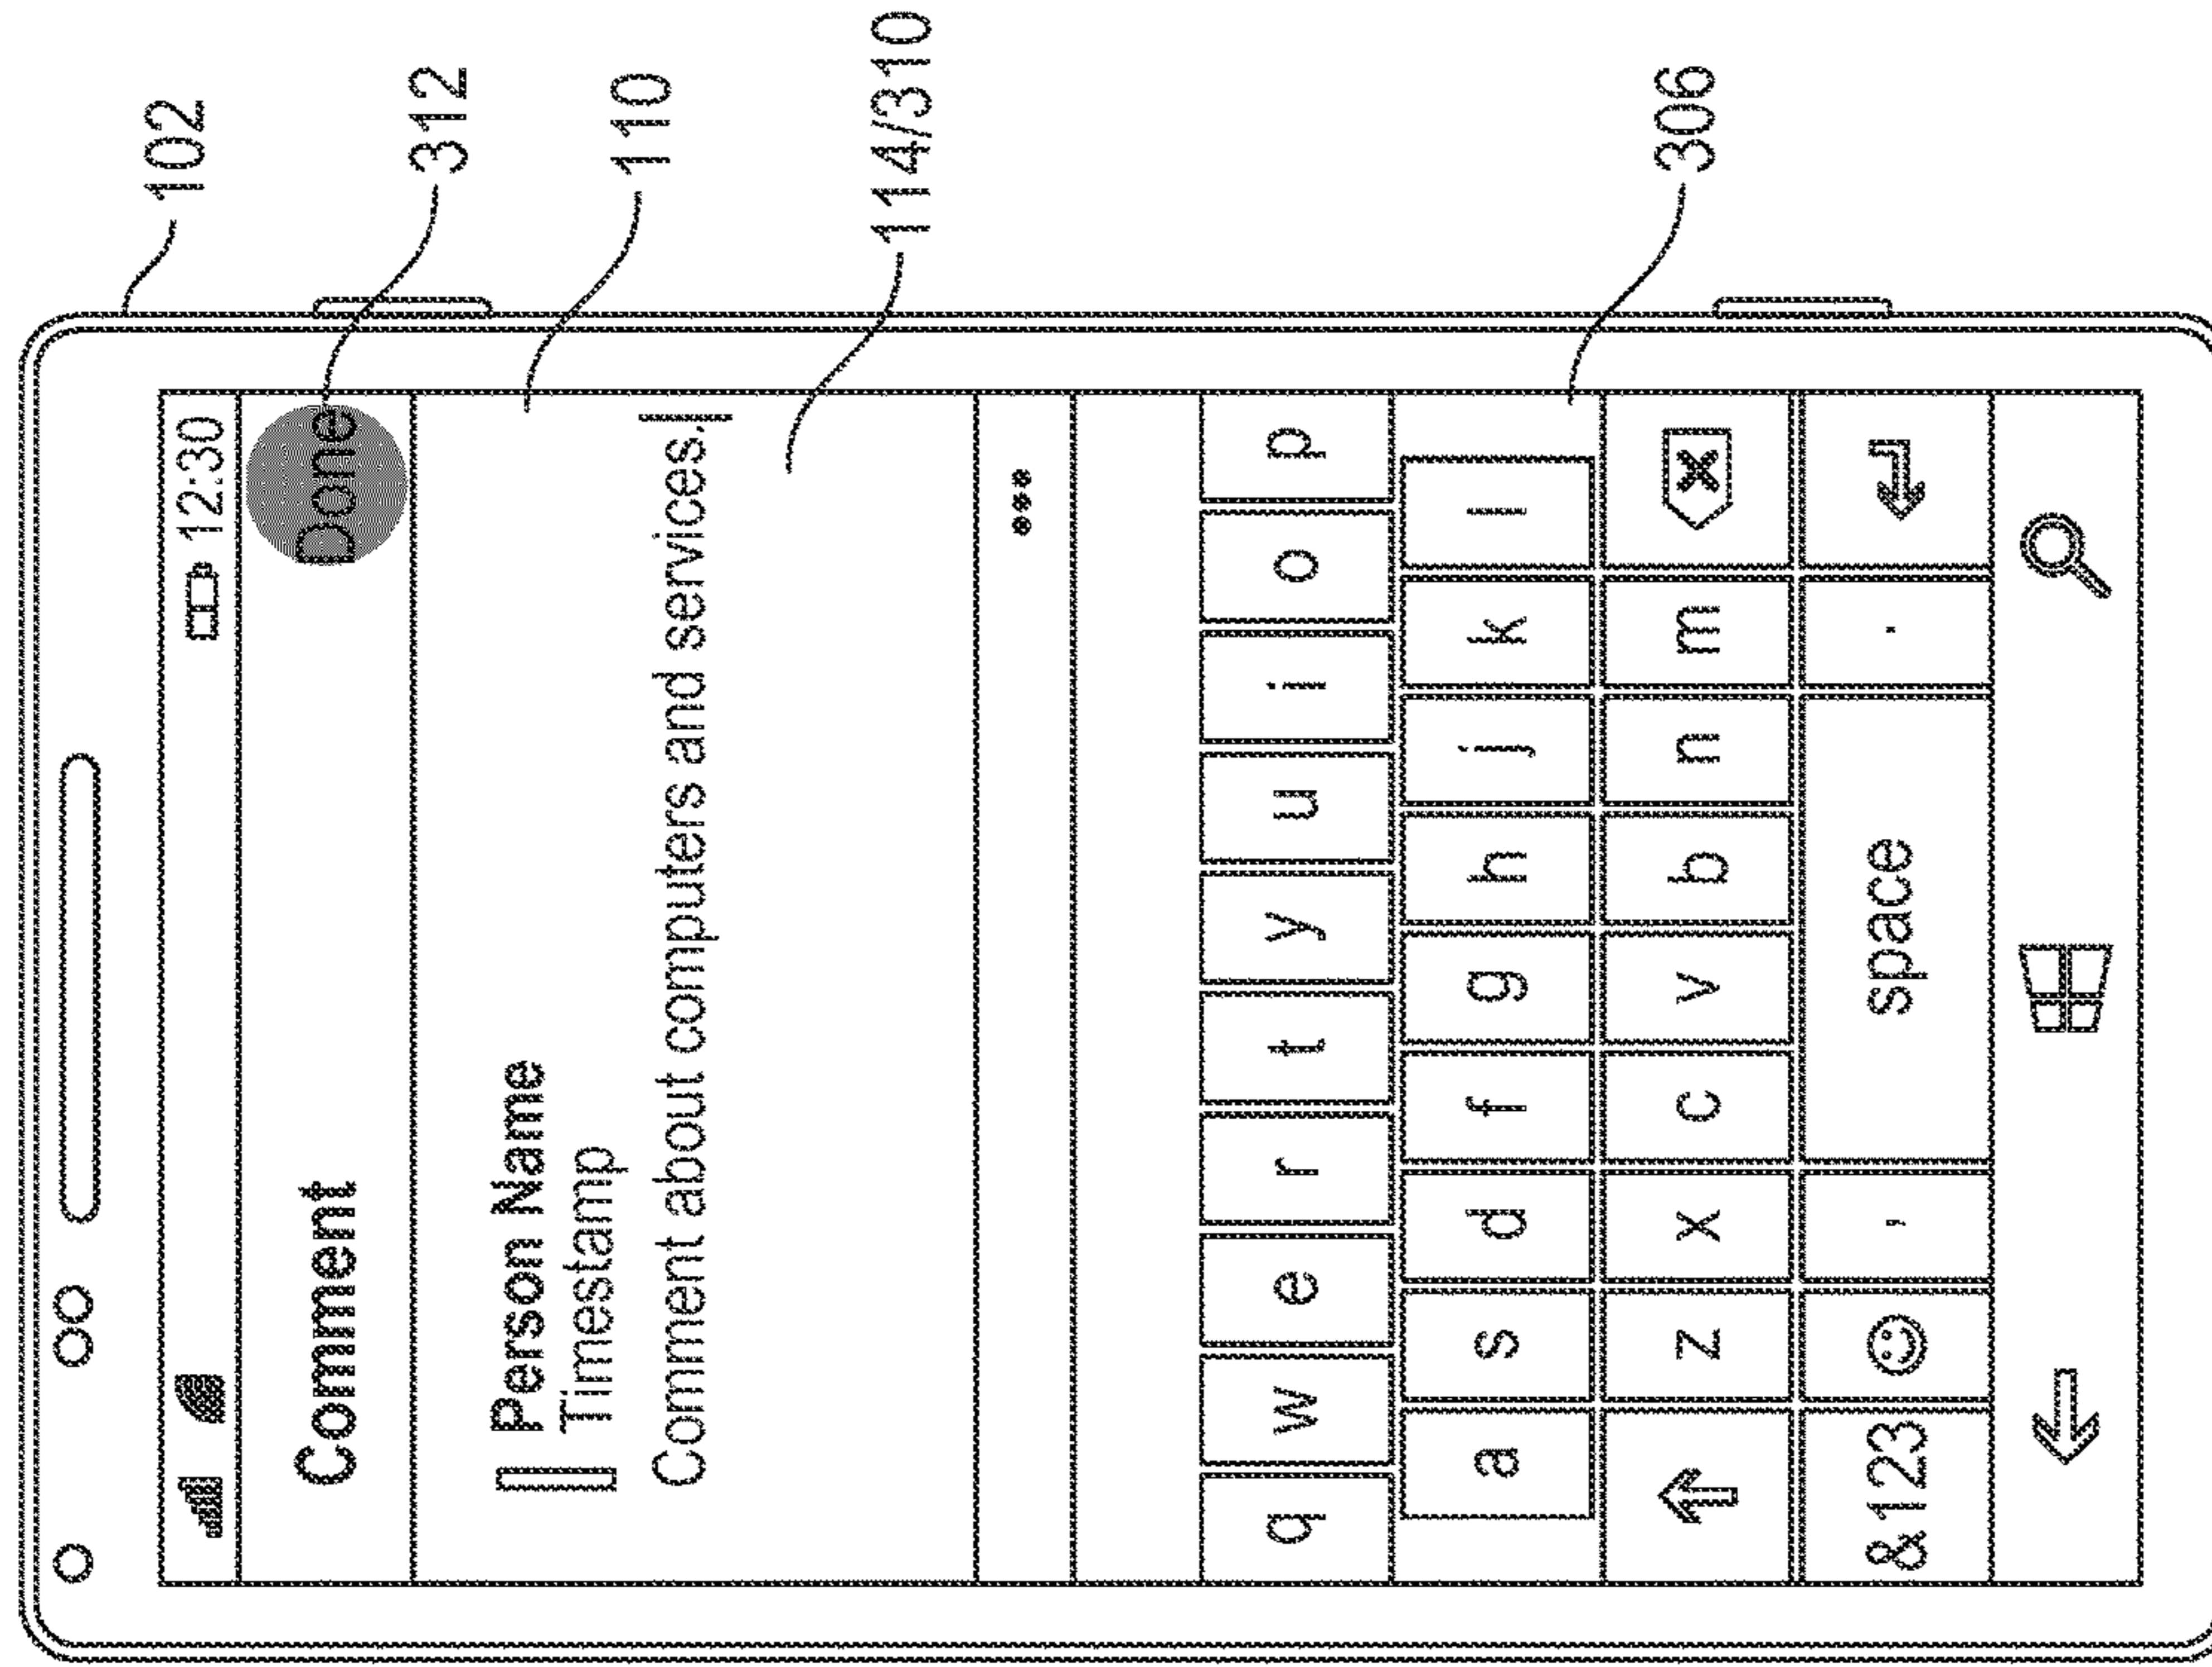 102
12:30
Comment Done
312
110
Person Name
Timestamp
Comment about computers and services.
114/310
q w e r t y u i o p
306
a s d f g h j k l
z x c v b n m
&123 , space .